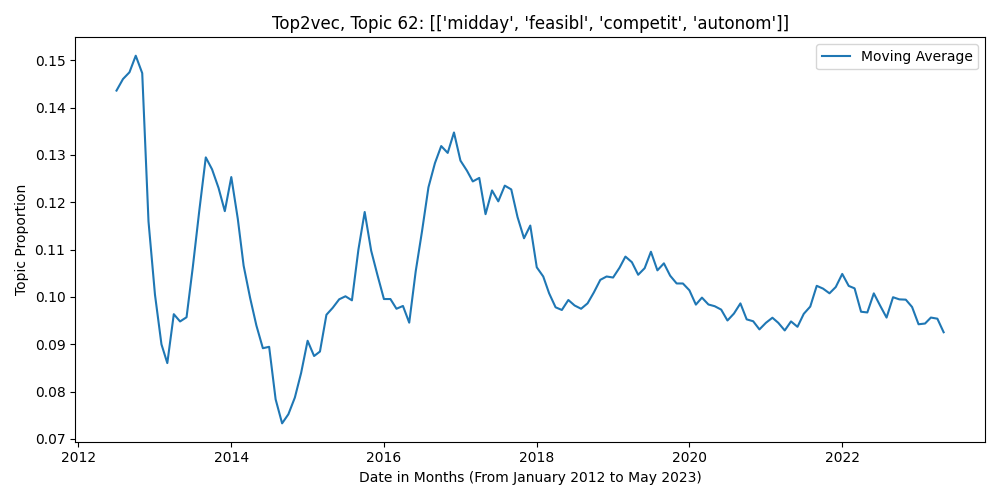 Top2vec, Topic 62: [['midday', 'feasibl', 'competit', 'autonom']]
Moving Average
Topic Proportion
0.15
0.14
0.13
0.12
0.11
0.10
0.09
0.08
0.07
2012 2014 2016 2018 2020 2022
Date in Months (From January 2012 to May 2023)